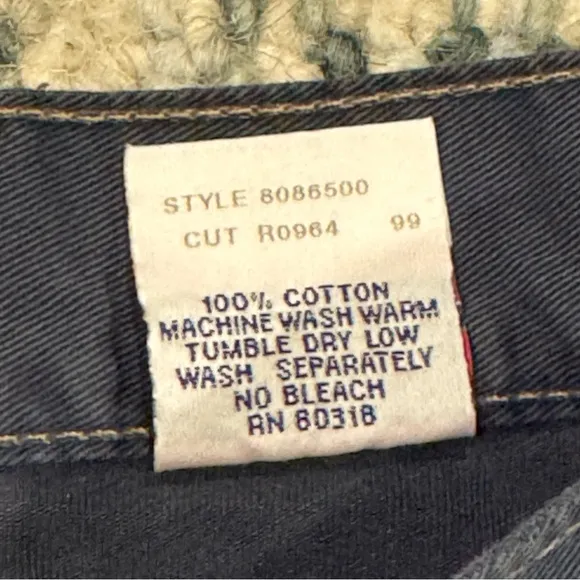 STYLE 8086500
CUT R0964 99
100% COTTON
MACHINE WASH WARM
TUMBLE DRY LOW
WASH SEPARATELY
NO BLEACH
RN 60318